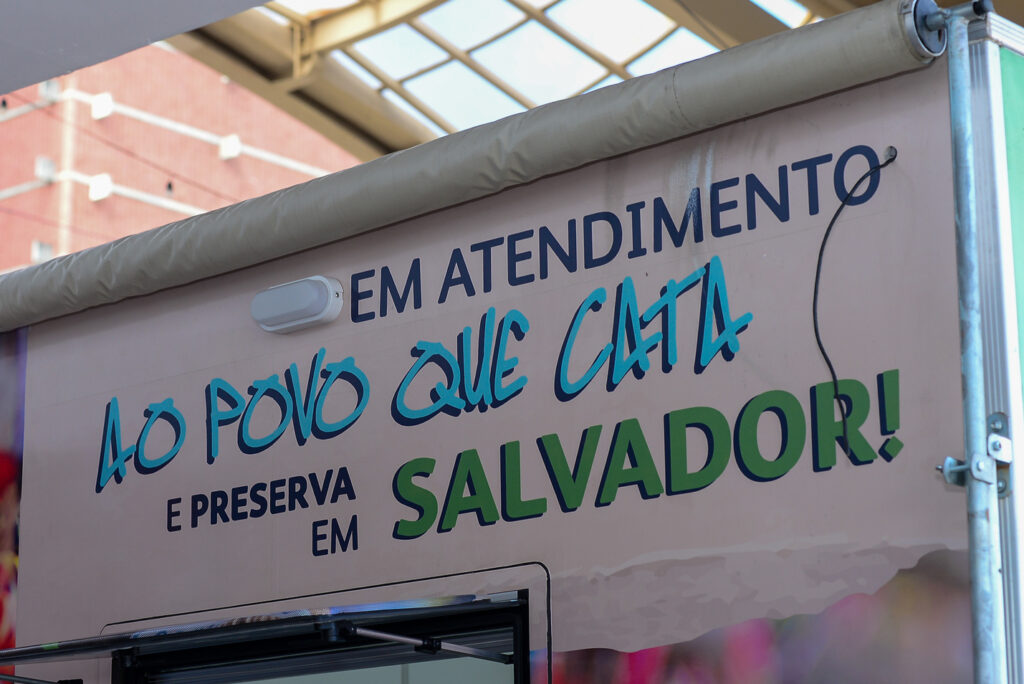 EM ATENDIMENTO
AO POVO QUE CATA
E PRESERVA
EM SALVADOR!